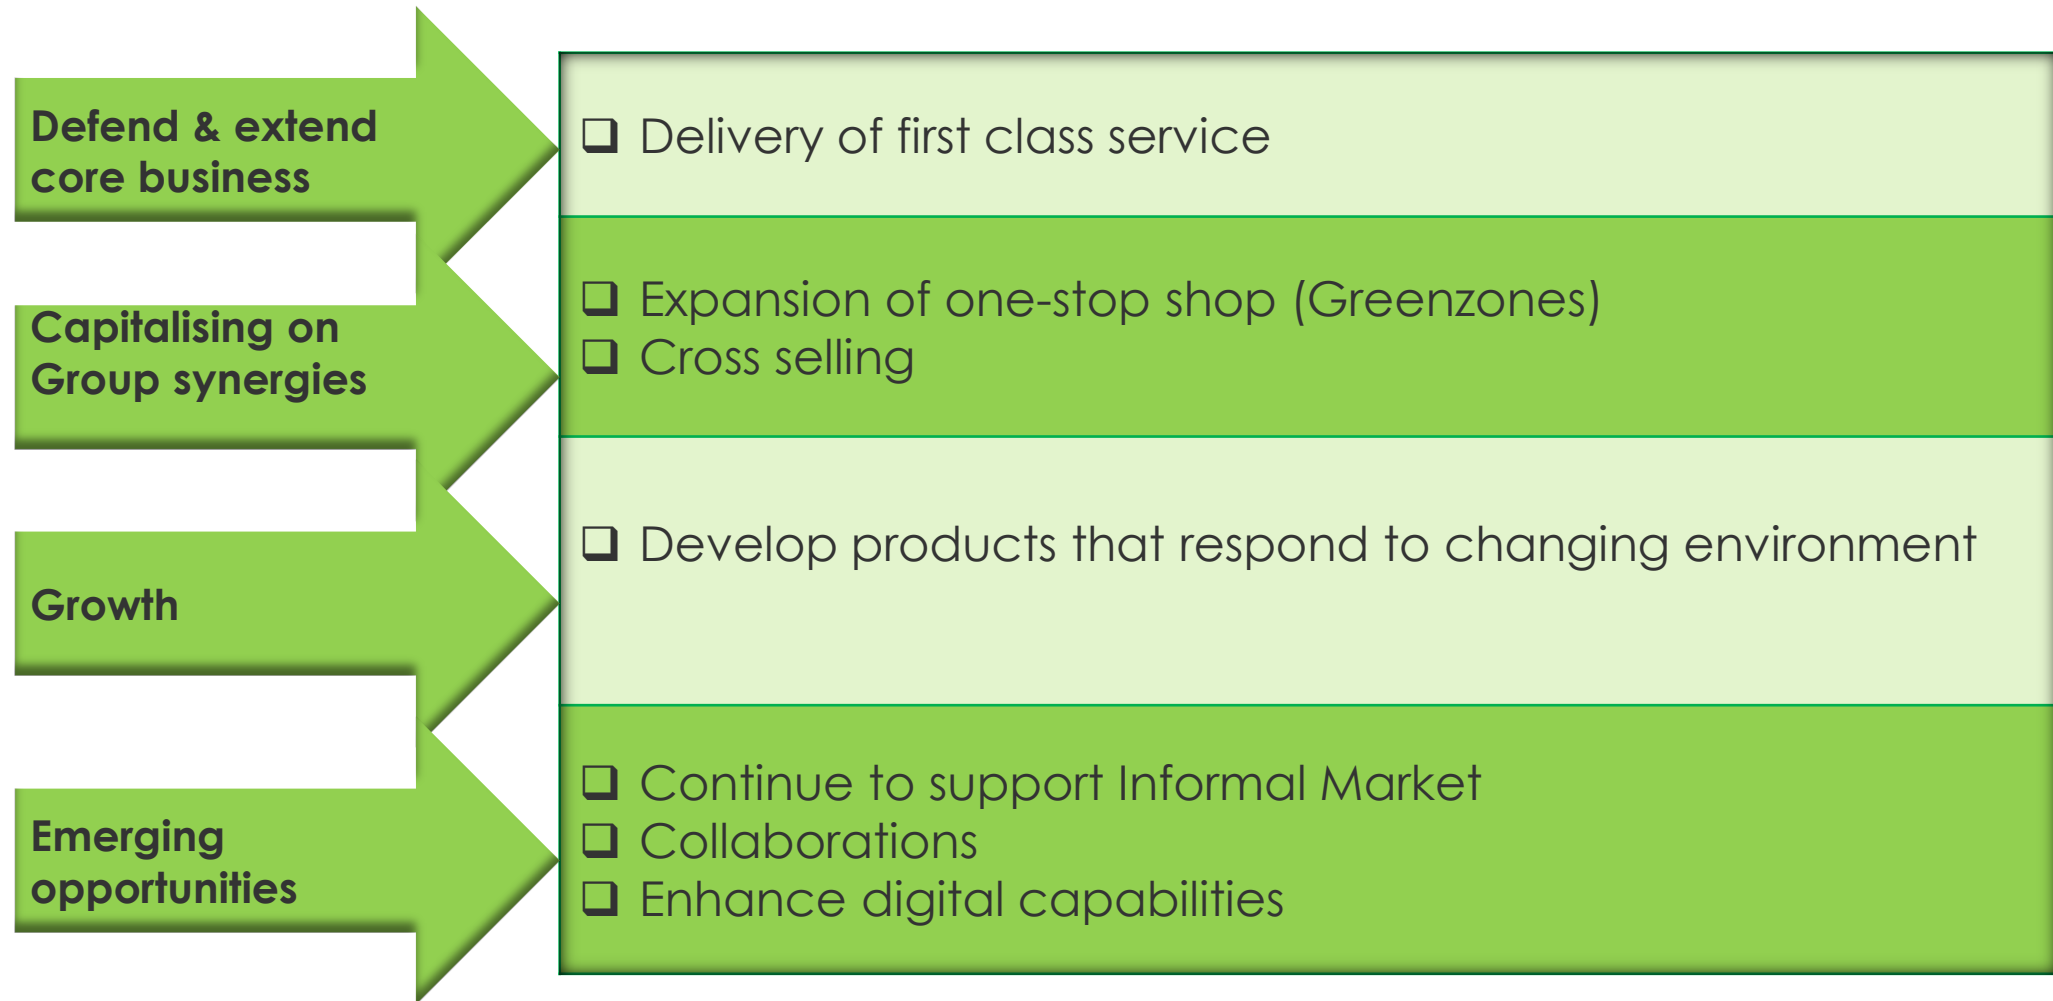 Defend & extend
core business
❑ Delivery of first class service
Capitalising on
Group synergies
❑ Expansion of one-stop shop (Greenzones)
❑ Cross selling
Growth
❑ Develop products that respond to changing environment
Emerging
opportunities
❑ Continue to support Informal Market
❑ Collaborations
❑ Enhance digital capabilities